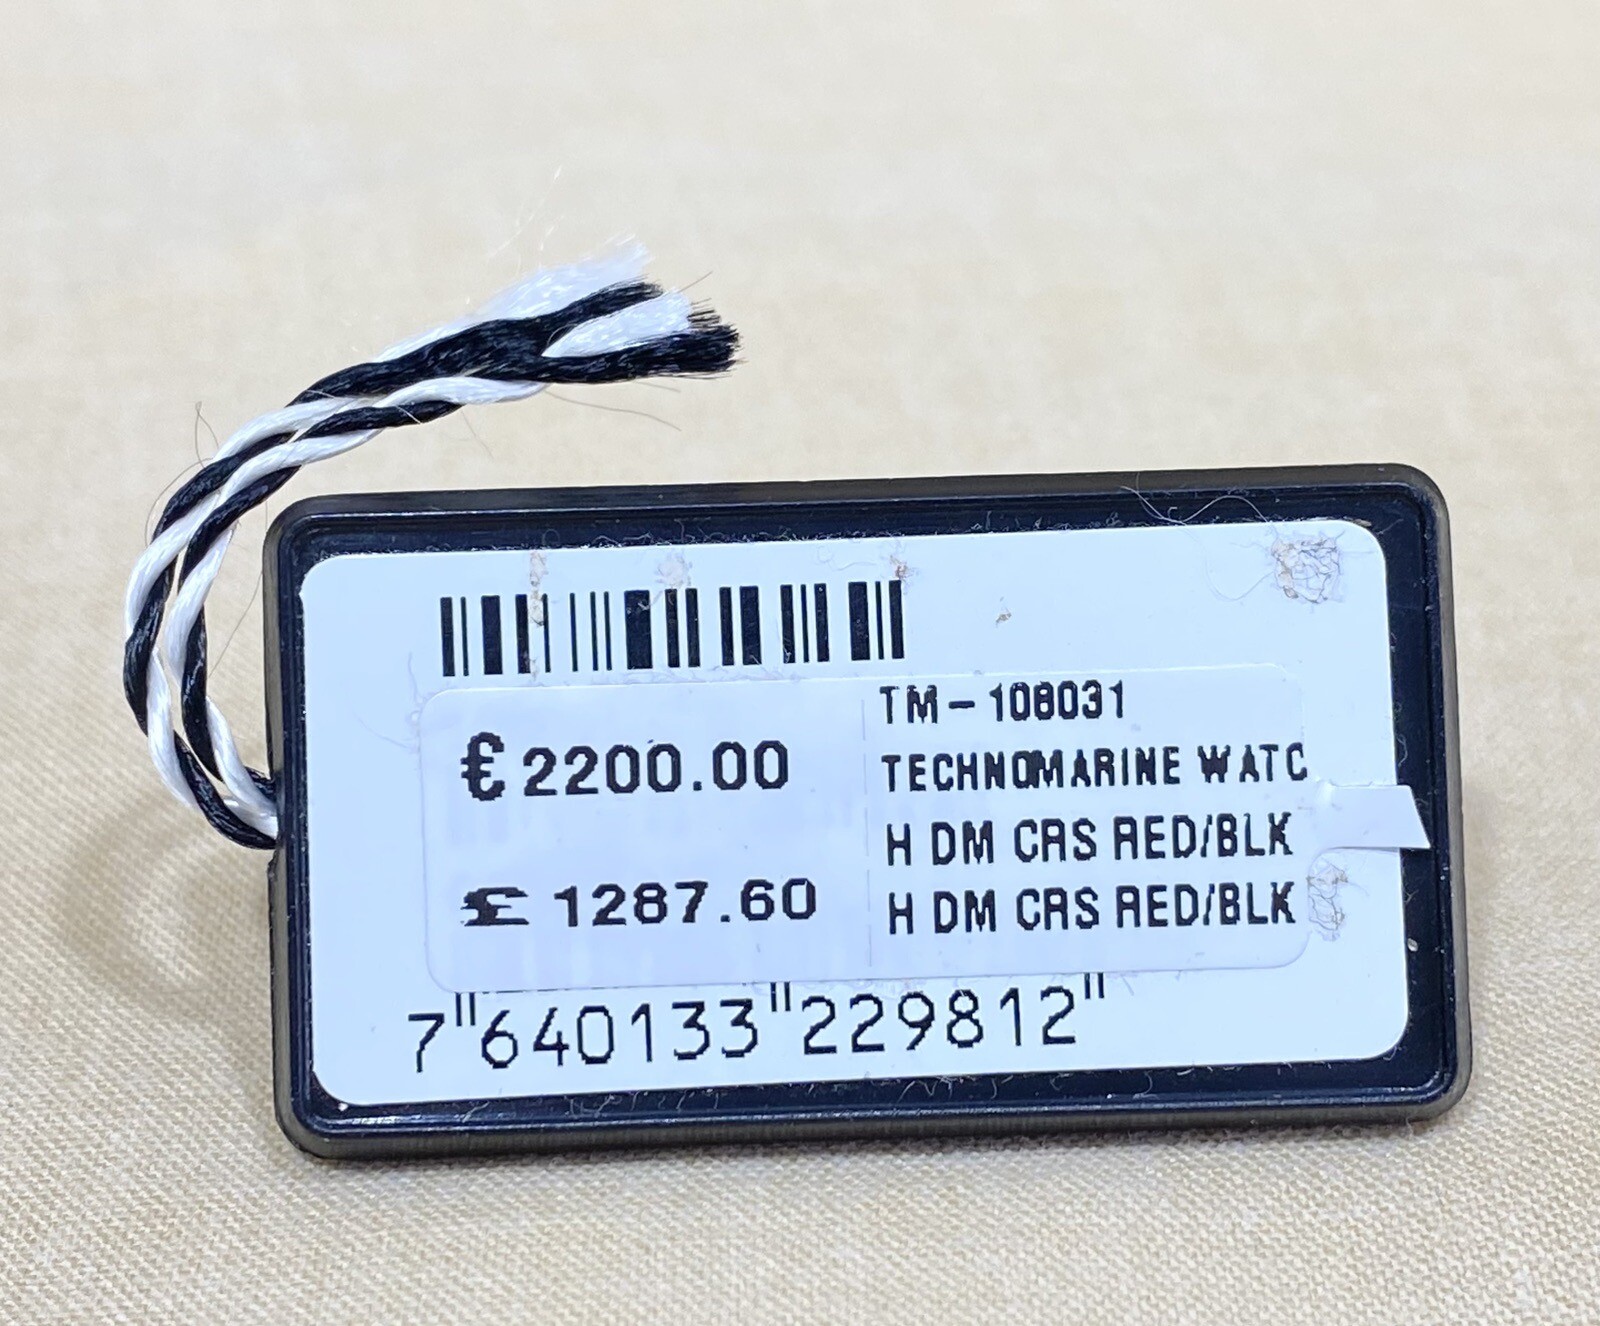 TM-108031
€2200.00
TECHNOMARINE WATC
H DM CRS RED/BLK
£1287.60
H DM CRS RED/BLK
7"640133"229812"